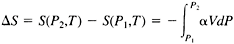 ΔS = S(P₂,T) − S(P₁,T) = −∫_{P₁}^{P₂} αVdP